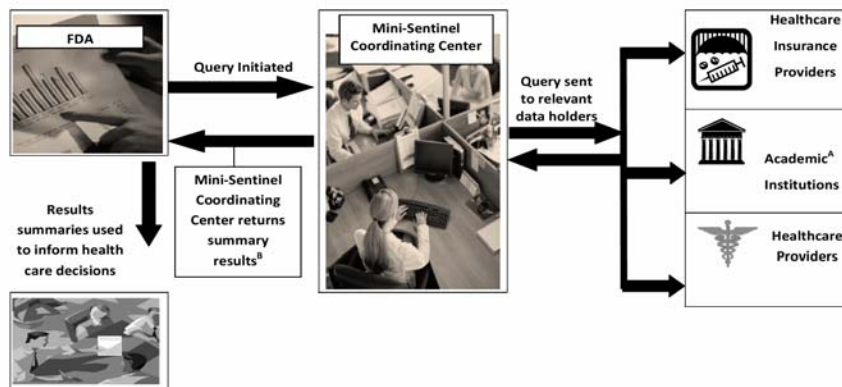 FDA
Query Initiated
Mini-Sentinel
Coordinating
Center returns
summary
results^B
Results
summaries used
to inform health
care decisions
Mini-Sentinel
Coordinating Center
Query sent
to relevant
data holders
Healthcare
Insurance
Providers
Academic^A
Institutions
Healthcare
Providers